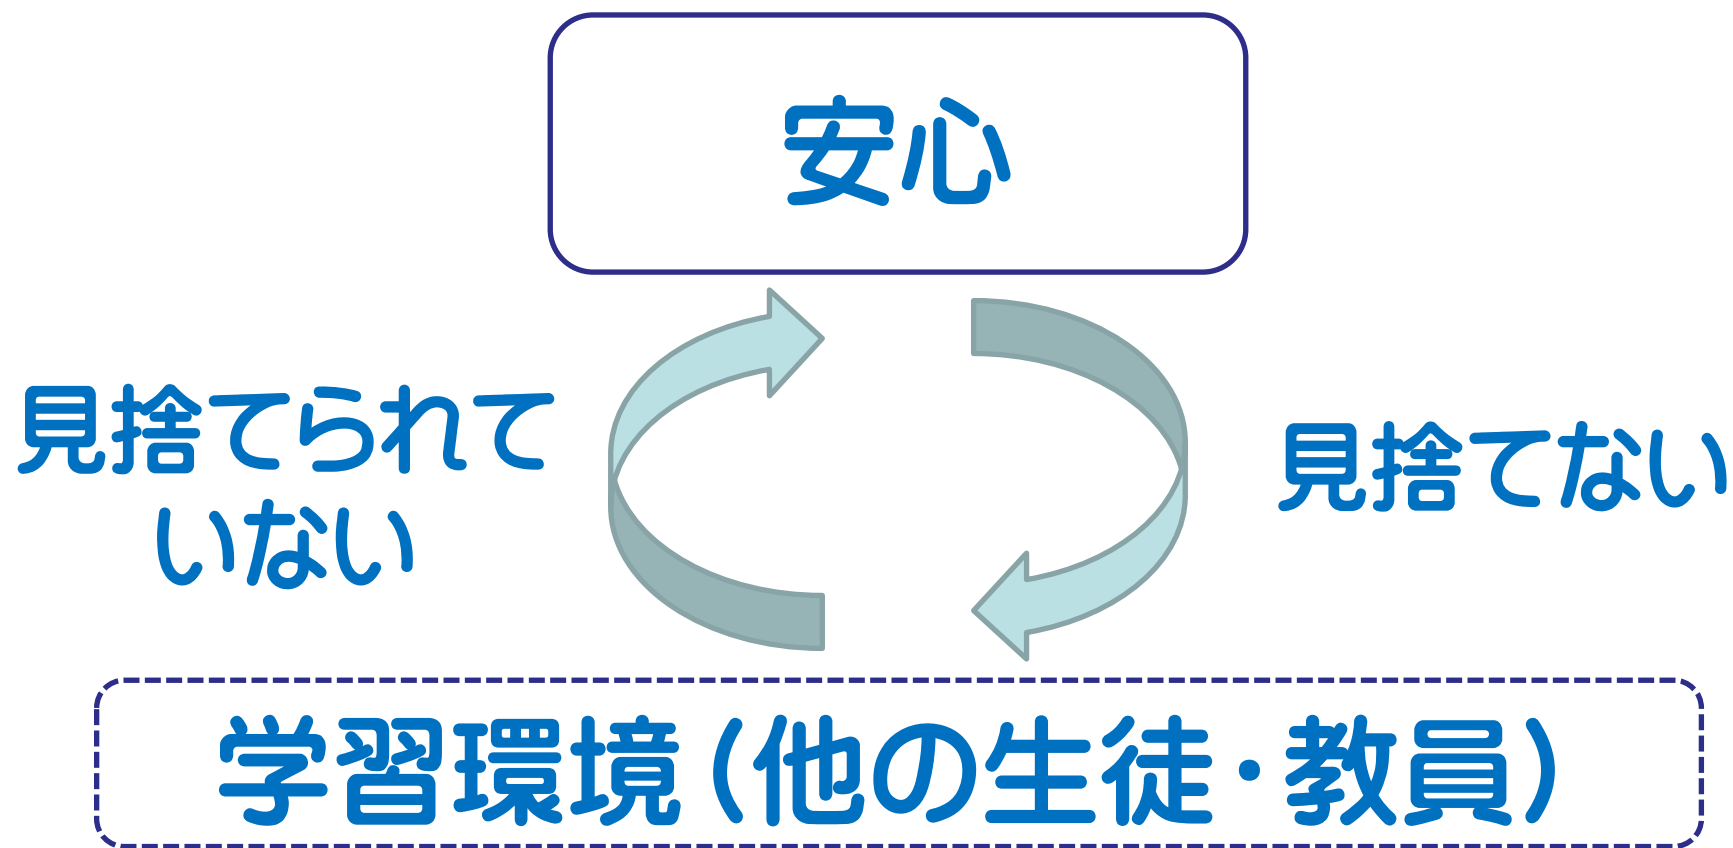 安心
見捨てられて
いない
見捨てない
学習環境（他の生徒・教員）